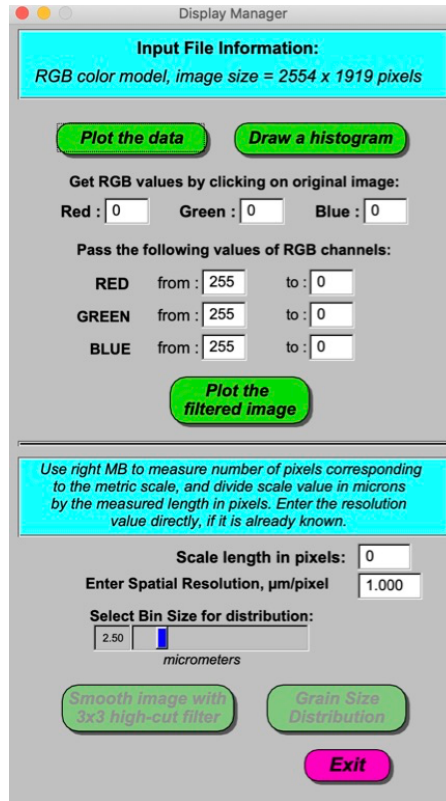 Display Manager
Input File Information:
RGB color model, image size = 2554 x 1919 pixels
Plot the data Draw a histogram
Get RGB values by clicking on original image:
Red : 0 Green : 0 Blue : 0
Pass the following values of RGB channels:
RED from : 255 to : 0
GREEN from : 255 to : 0
BLUE from : 255 to : 0
Plot the
filtered image
Use right MB to measure number of pixels corresponding
to the metric scale, and divide scale value in microns
by the measured length in pixels. Enter the resolution
value directly, if it is already known.
Scale length in pixels: 0
Enter Spatial Resolution, µm/pixel 1.000
Select Bin Size for distribution:
2.50
micrometers
Smooth image with Grain Size
3x3 high-cut filter Distribution
Exit